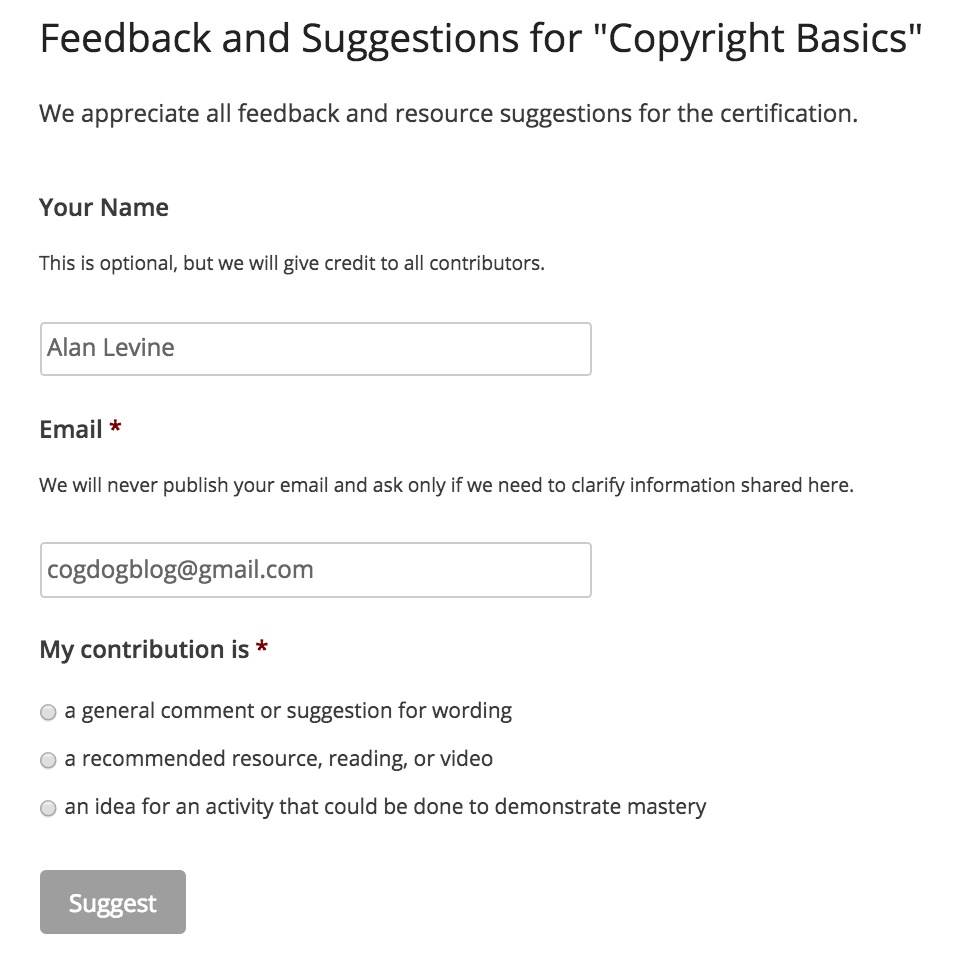 Feedback and Suggestions for "Copyright Basics"
We appreciate all feedback and resource suggestions for the certification.
Your Name
This is optional, but we will give credit to all contributors.
Alan Levine
Email *
We will never publish your email and ask only if we need to clarify information shared here.
cogdogblog@gmail.com
My contribution is *
a general comment or suggestion for wording
a recommended resource, reading, or video
an idea for an activity that could be done to demonstrate mastery
Suggest